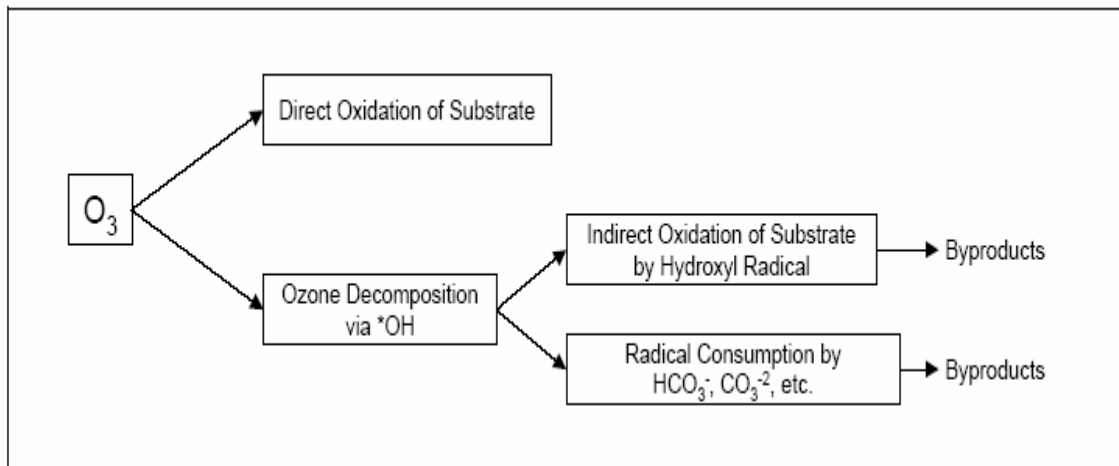 Direct Oxidation of Substrate
O₃
Indirect Oxidation of Substrate
by Hydroxyl Radical
Byproducts
Ozone Decomposition
via *OH
Radical Consumption by
HCO₃⁻, CO₃⁻², etc.
Byproducts